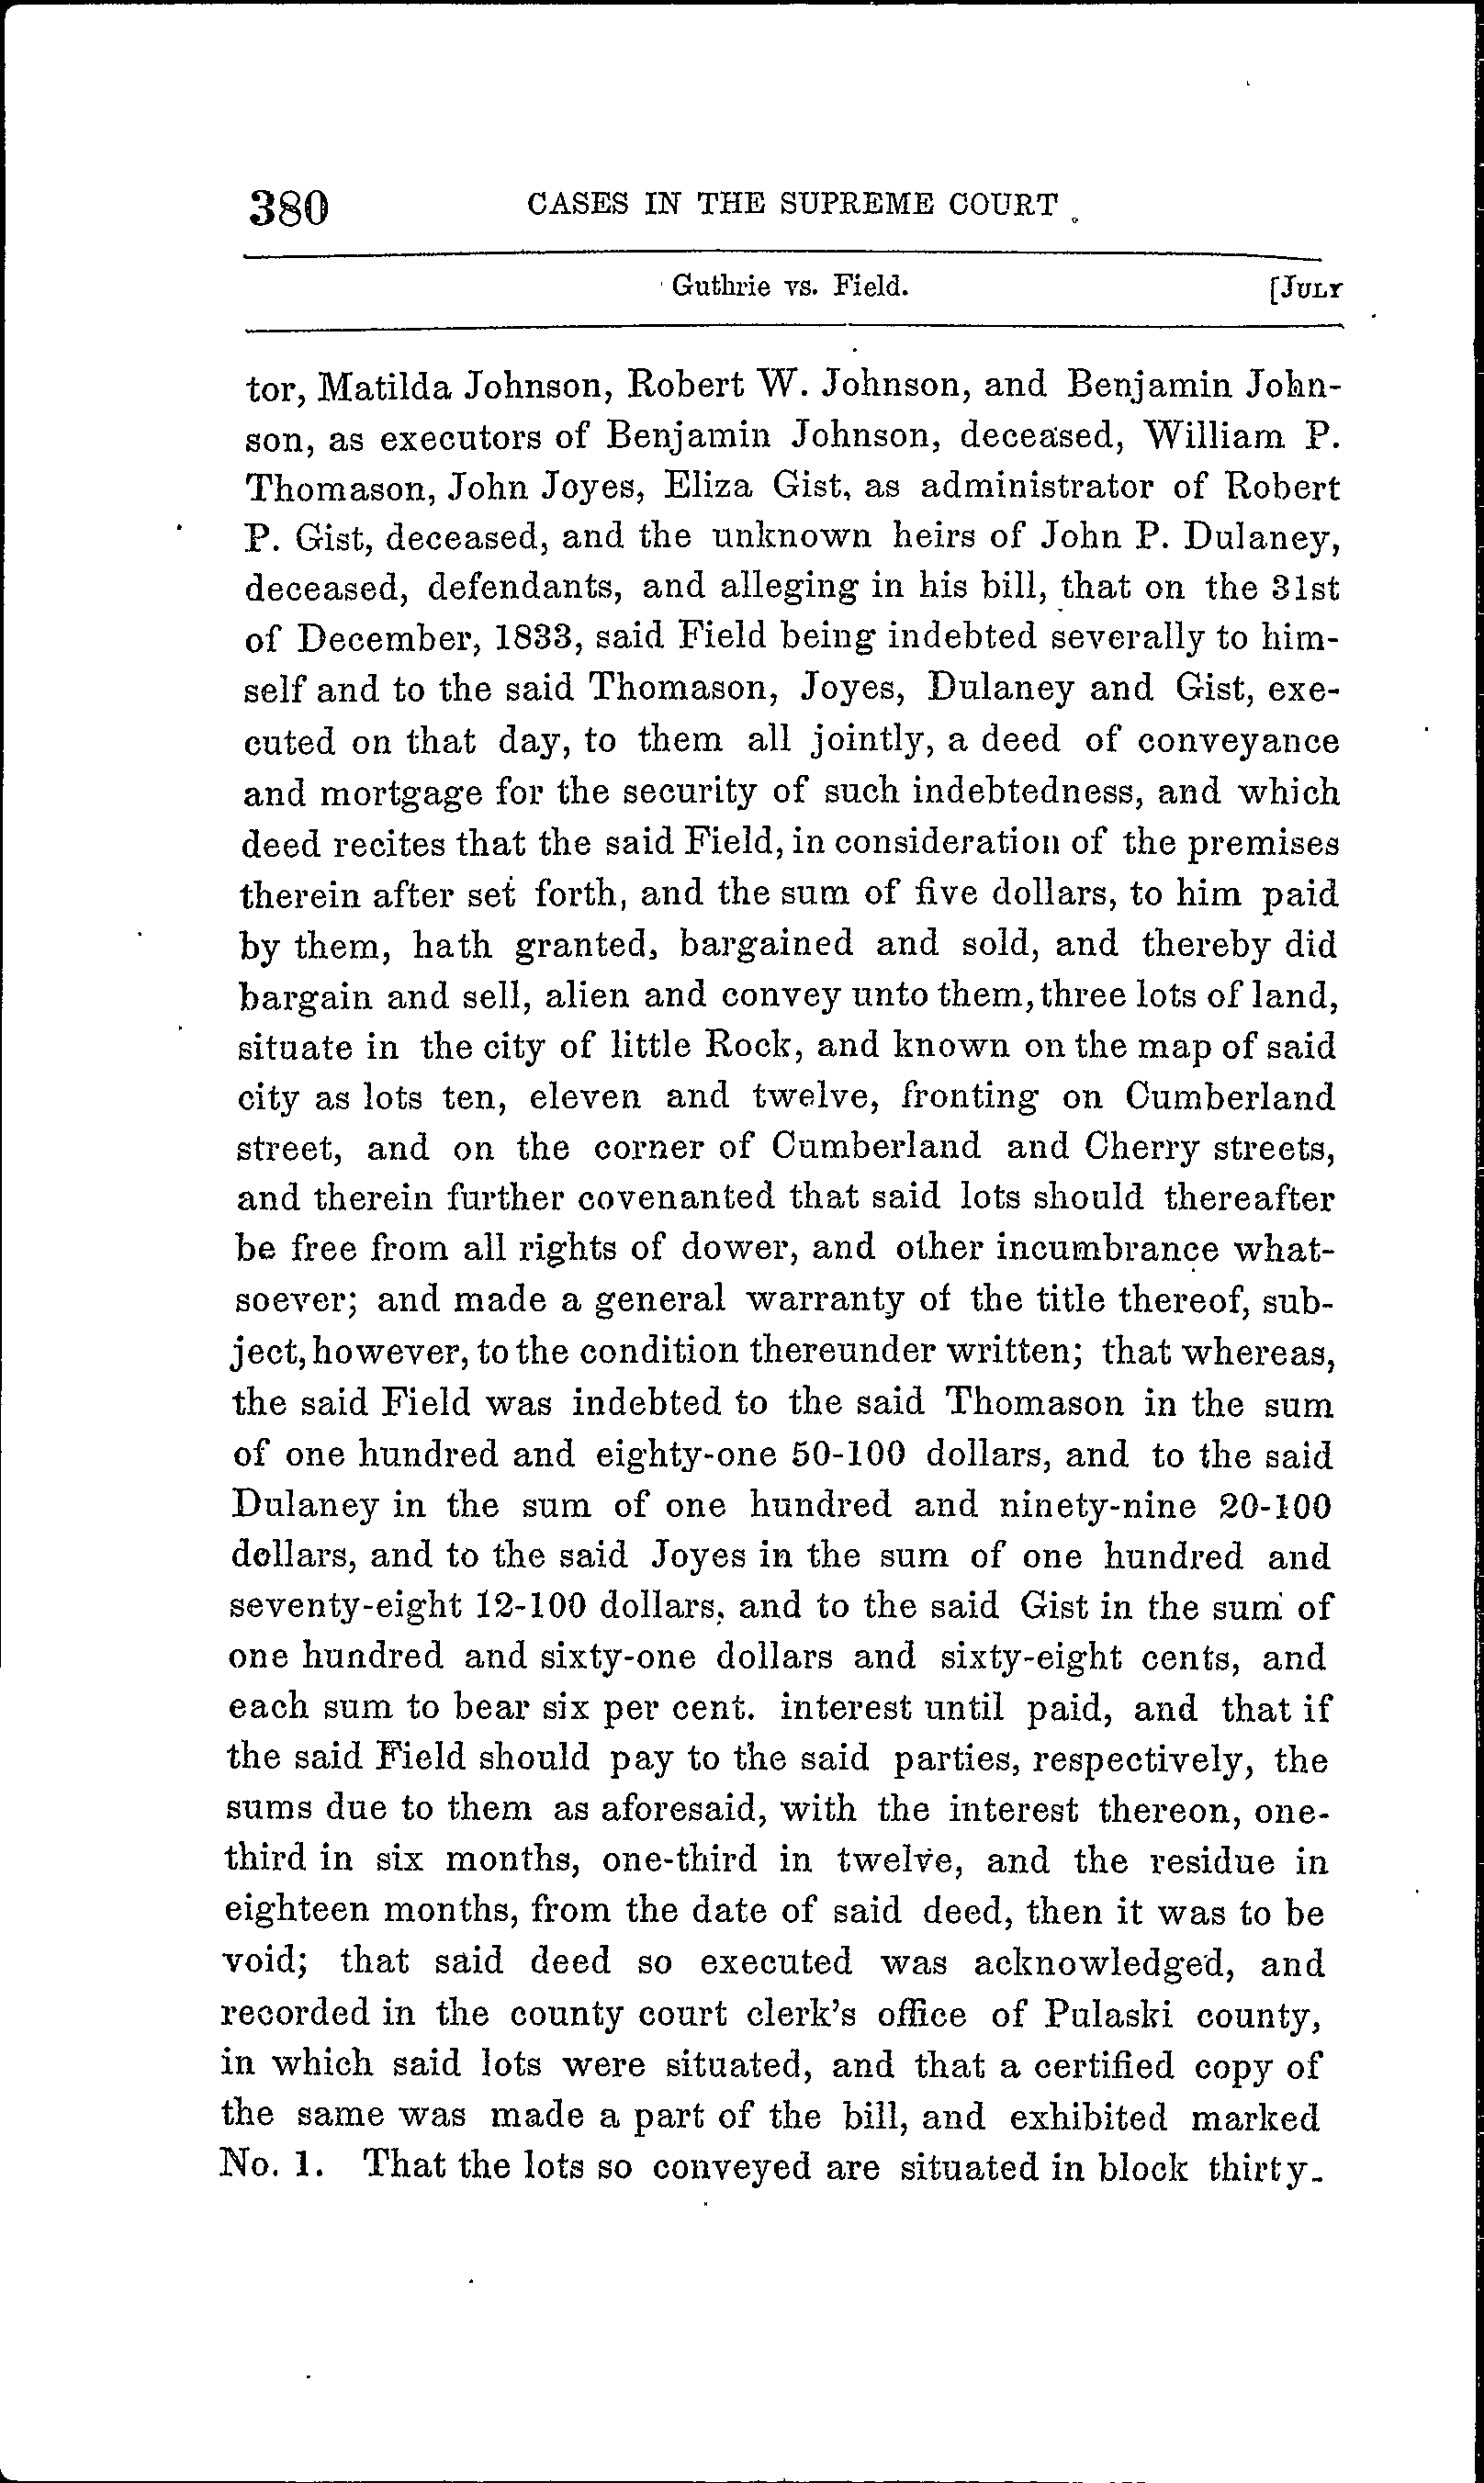 380 CASES IN THE SUPREME COURT
Guthrie vs. Field. [JULY
tor, Matilda Johnson, Robert W. Johnson, and Benjamin John-
son, as executors of Benjamin Johnson, deceased, William P.
Thomason, John Joyes, Eliza Gist, as administrator of Robert
P. Gist, deceased, and the unknown heirs of John P. Dulaney,
deceased, defendants, and alleging in his bill, that on the 31st
of December, 1833, said Field being indebted severally to him-
self and to the said Thomason, Joyes, Dulaney and Gist, exe-
cuted on that day, to them all jointly, a deed of conveyance
and mortgage for the security of such indebtedness, and which
deed recites that the said Field, in consideration of the premises
therein after set forth, and the sum of five dollars, to him paid
by them, hath granted, bargained and sold, and thereby did
bargain and sell, alien and convey unto them, three lots of land,
situate in the city of little Rock, and known on the map of said
city as lots ten, eleven and twelve, fronting on Cumberland
street, and on the corner of Cumberland and Cherry streets,
and therein further covenanted that said lots should thereafter
be free from all rights of dower, and other incumbrance what-
soever; and made a general warranty of the title thereof, sub-
ject, however, to the condition thereunder written; that whereas,
the said Field was indebted to the said Thomason in the sum
of one hundred and eighty-one 50-100 dollars, and to the said
Dulaney in the sum of one hundred and ninety-nine 20-100
dollars, and to the said Joyes in the sum of one hundred and
seventy-eight 12-100 dollars, and to the said Gist in the sum of
one hundred and sixty-one dollars and sixty-eight cents, and
each sum to bear six per cent. interest until paid, and that if
the said Field should pay to the said parties, respectively, the
sums due to them as aforesaid, with the interest thereon, one-
third in six months, one-third in twelve, and the residue in
eighteen months, from the date of said deed, then it was to be
void; that said deed so executed was acknowledged, and
recorded in the county court clerk's office of Pulaski county,
in which said lots were situated, and that a certified copy of
the same was made a part of the bill, and exhibited marked
No. 1. That the lots so conveyed are situated in block thirty-